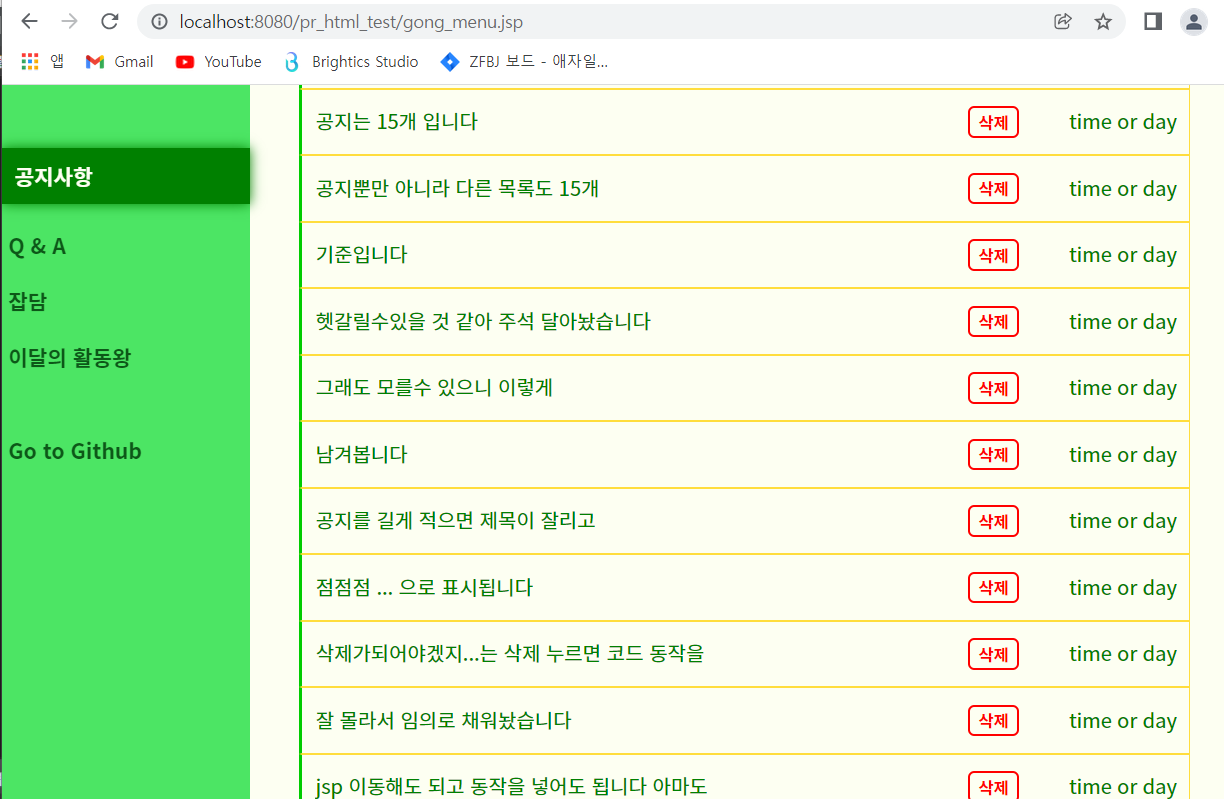 localhost:8080/pr_html_test/gong_menu.jsp
앱 Gmail YouTube Brightics Studio ZFBJ 보드 - 애자일...
공지사항
Q & A
잡담
이달의 활동왕
Go to Github
공지는 15개 입니다 삭제 time or day
공지뿐만 아니라 다른 목록도 15개 삭제 time or day
기준입니다 삭제 time or day
헷갈릴수있을 것 같아 주석 달아놨습니다 삭제 time or day
그래도 모를수 있으니 이렇게 삭제 time or day
남겨봅니다 삭제 time or day
공지를 길게 적으면 제목이 잘리고 삭제 time or day
점점점 ... 으로 표시됩니다 삭제 time or day
삭제가되어야겠지...는 삭제 누르면 코드 동작을 삭제 time or day
잘 몰라서 임의로 채워놨습니다 삭제 time or day
jsp 이동해도 되고 동작을 넣어도 됩니다 아마도 삭제 time or day